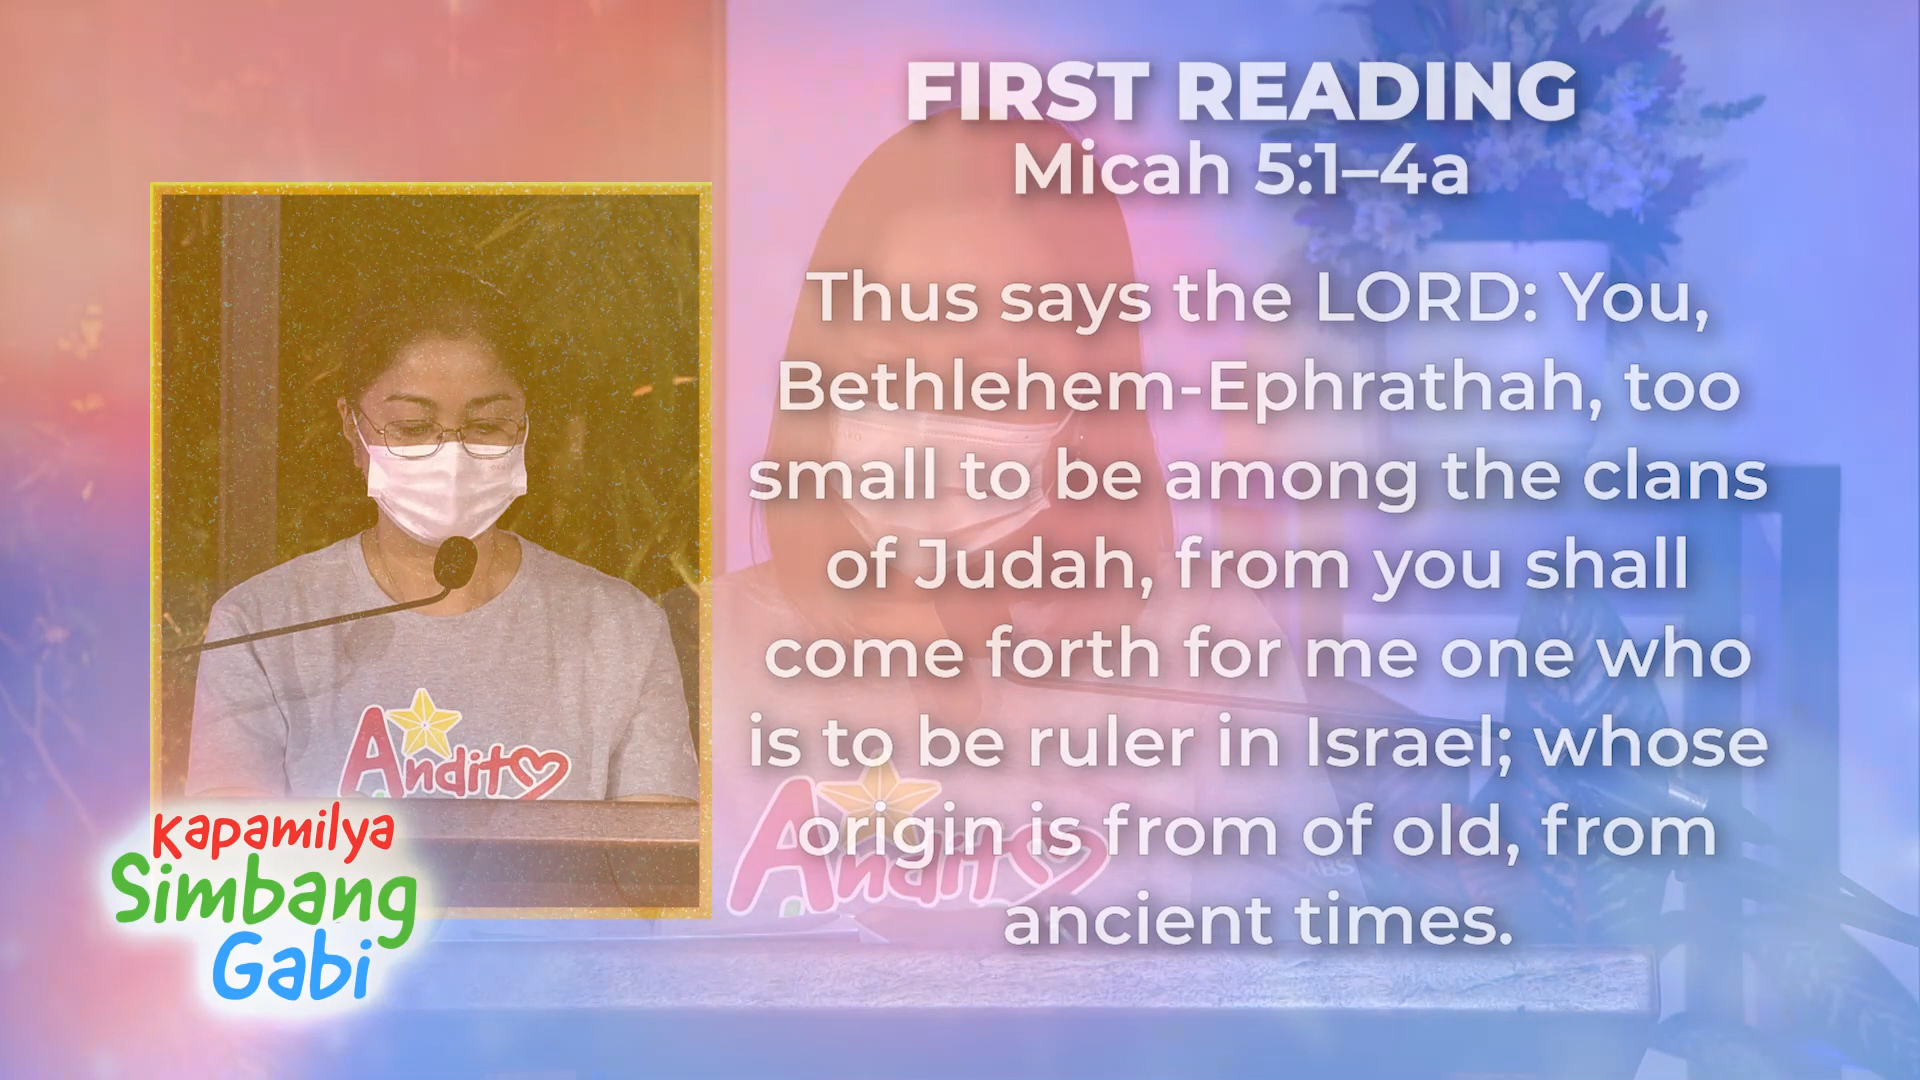 FIRST READING
Micah 5:1–4a
Thus says the LORD: You,
Bethlehem-Ephrathah, too
small to be among the clans
of Judah, from you shall
come forth for me one who
is to be ruler in Israel; whose
origin is from of old, from
ancient times.
Andito
Andito
ABS
Kapamilya
Simbang
Gabi